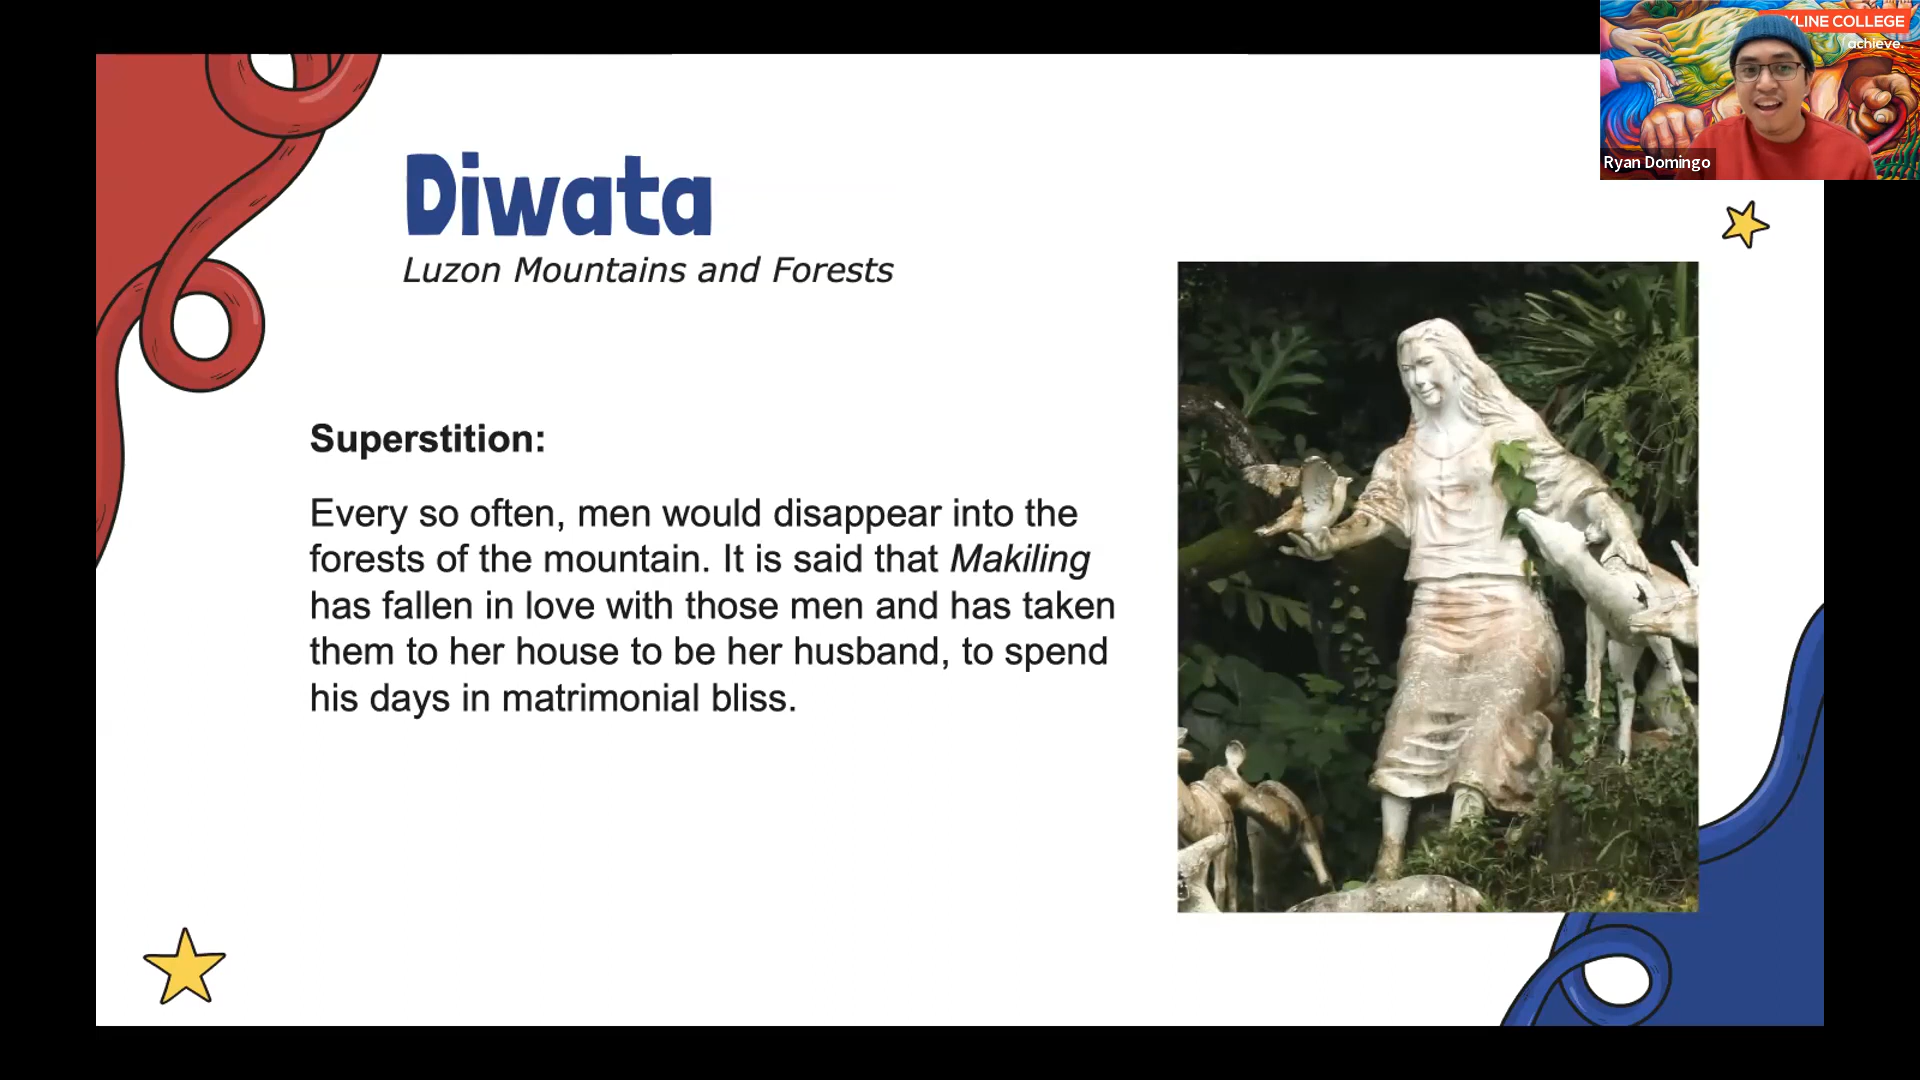 Diwata
Luzon Mountains and Forests
Superstition:
Every so often, men would disappear into the
forests of the mountain. It is said that Makiling
has fallen in love with those men and has taken
them to her house to be her husband, to spend
his days in matrimonial bliss.
COLLEGE
achieve.
Ryan Domingo